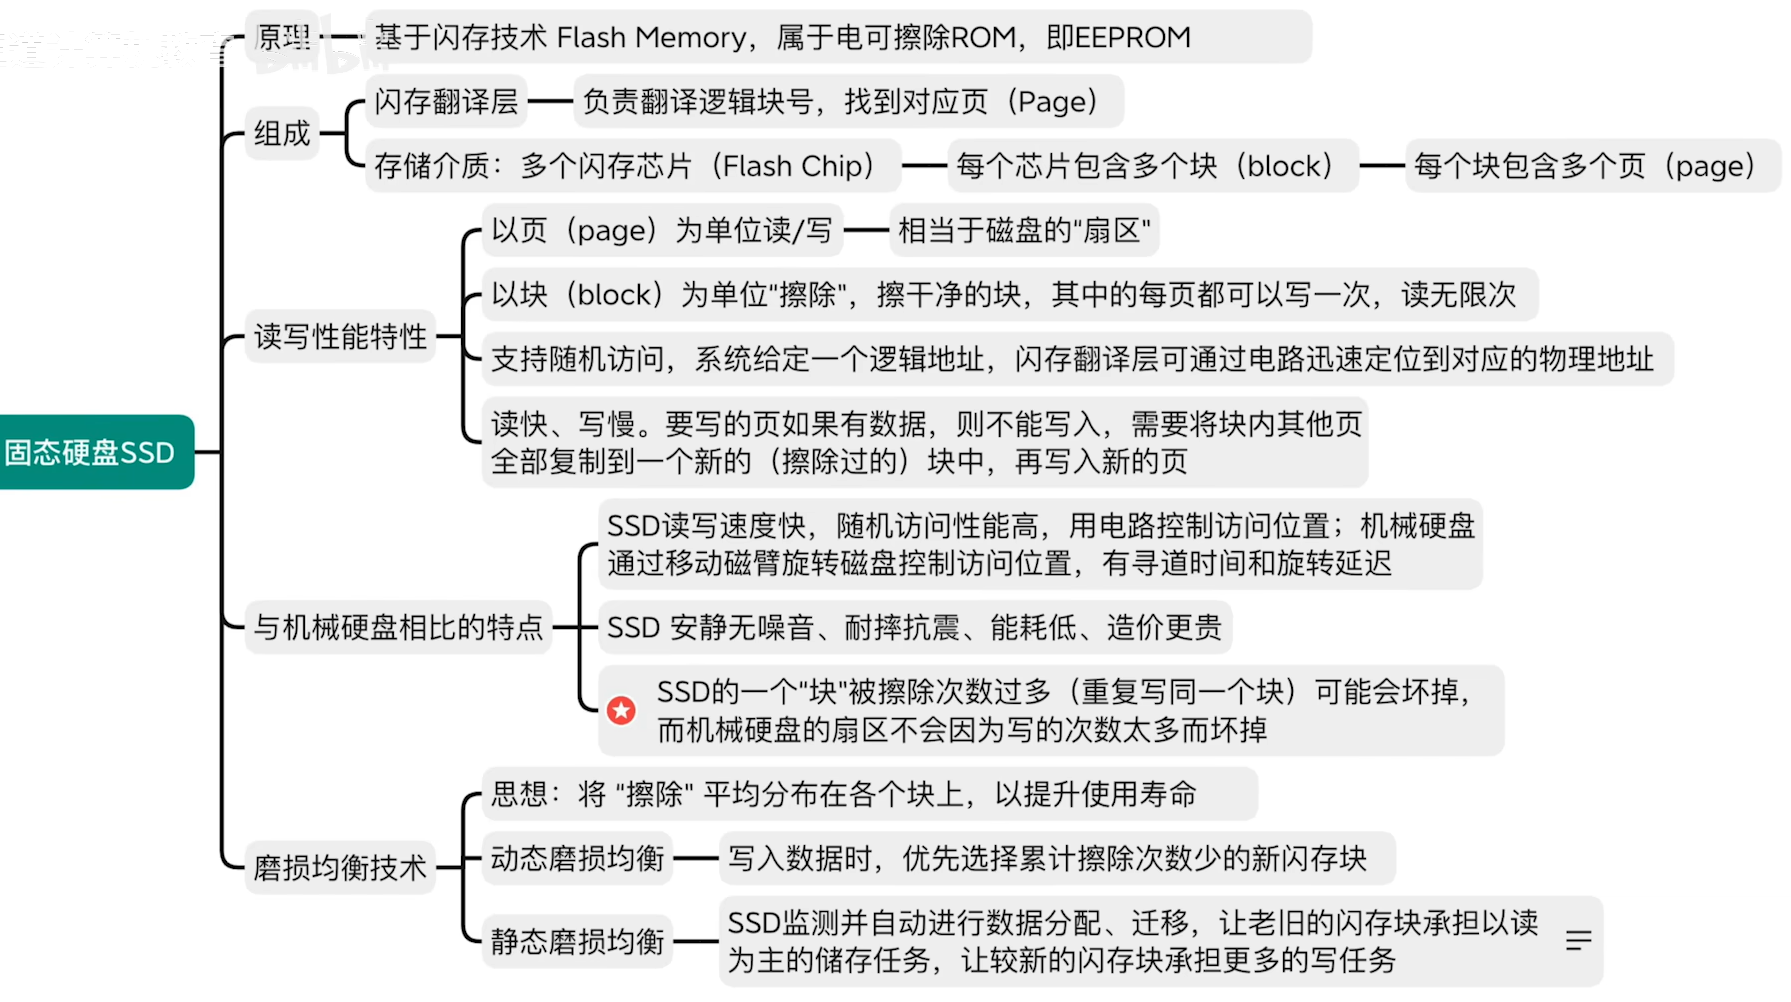 原理
基于闪存技术 Flash Memory，属于电可擦除ROM，即EEPROM
组成
闪存翻译层
负责翻译逻辑块号，找到对应页（Page）
存储介质：多个闪存芯片（Flash Chip）
每个芯片包含多个块（block）
每个块包含多个页（page）
读写性能特性
以页（page）为单位读/写
相当于磁盘的"扇区"
以块（block）为单位"擦除"，擦干净的块，其中的每页都可以写一次，读无限次
支持随机访问，系统给定一个逻辑地址，闪存翻译层可通过电路迅速定位到对应的物理地址
读快、写慢。要写的页如果有数据，则不能写入，需要将块内其他页
全部复制到一个新的（擦除过的）块中，再写入新的页
固态硬盘SSD
与机械硬盘相比的特点
SSD读写速度快，随机访问性能高，用电路控制访问位置；机械硬盘
通过移动磁臂旋转磁盘控制访问位置，有寻道时间和旋转延迟
SSD 安静无噪音、耐摔抗震、能耗低、造价更贵
SSD的一个“块”被擦除次数过多（重复写同一个块）可能会坏掉，
而机械硬盘的扇区不会因为写的次数太多而坏掉
磨损均衡技术
思想：将 “擦除” 平均分布在各个块上，以提升使用寿命
动态磨损均衡
写入数据时，优先选择累计擦除次数少的新闪存块
静态磨损均衡
SSD监测并自动进行数据分配、迁移，让老旧的闪存块承担以读
为主的储存任务，让较新的闪存块承担更多的写任务